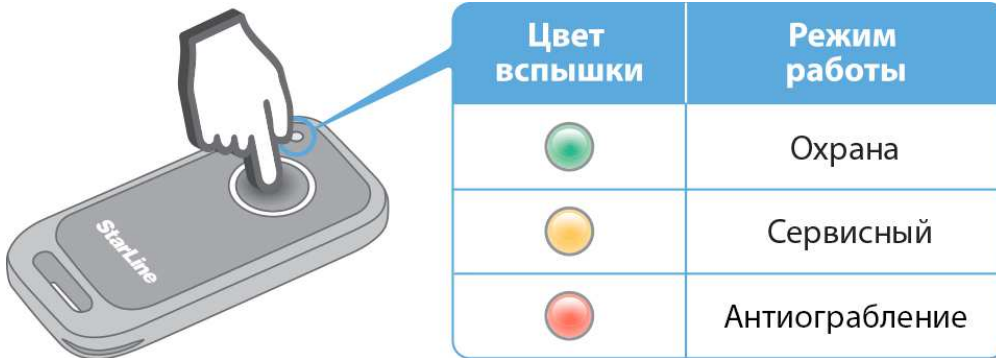 Цвет вспышки
Режим работы
Охрана
Сервисный
Антиограбление
StarLine